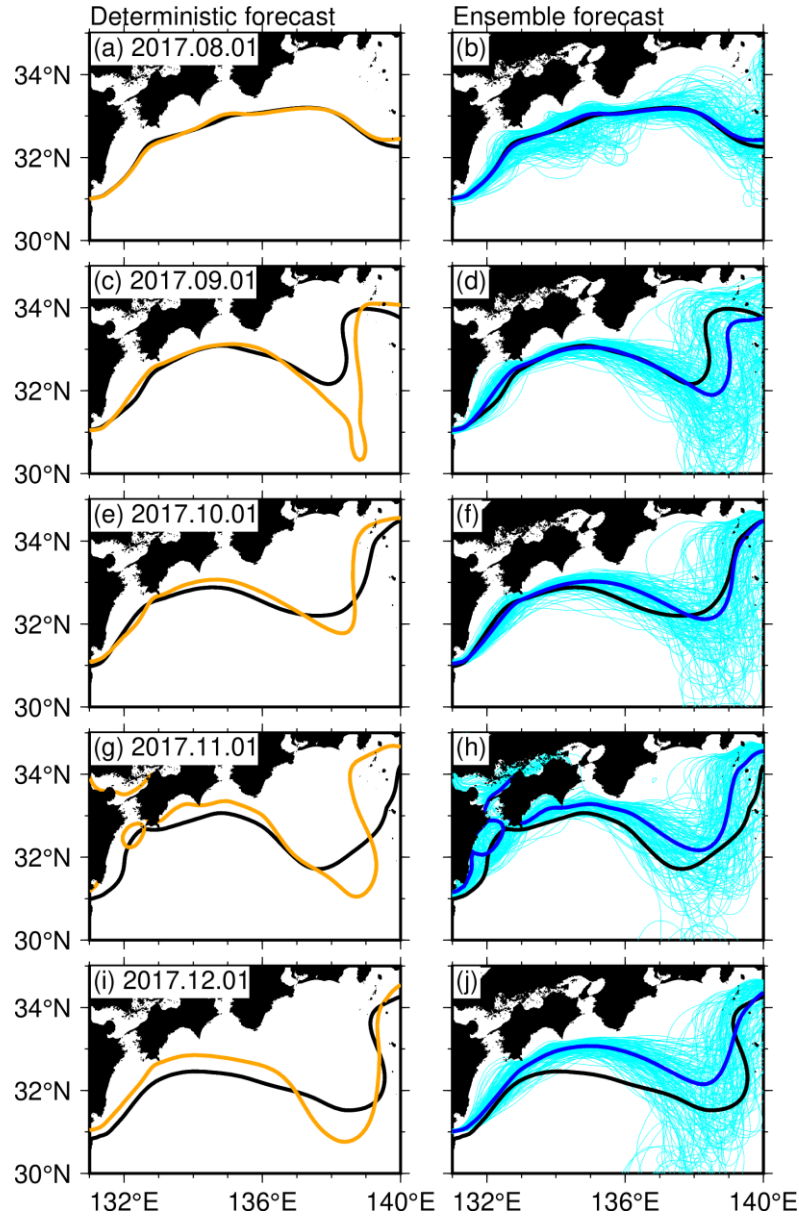 Deterministic forecast Ensemble forecast
(a) 2017.08.01 (b)
34°N
32°N
30°N
(c) 2017.09.01 (d)
34°N
32°N
30°N
(e) 2017.10.01 (f)
34°N
32°N
30°N
(g) 2017.11.01 (h)
34°N
32°N
30°N
(i) 2017.12.01 (j)
34°N
32°N
30°N
132°E 136°E 140°E 132°E 136°E 140°E